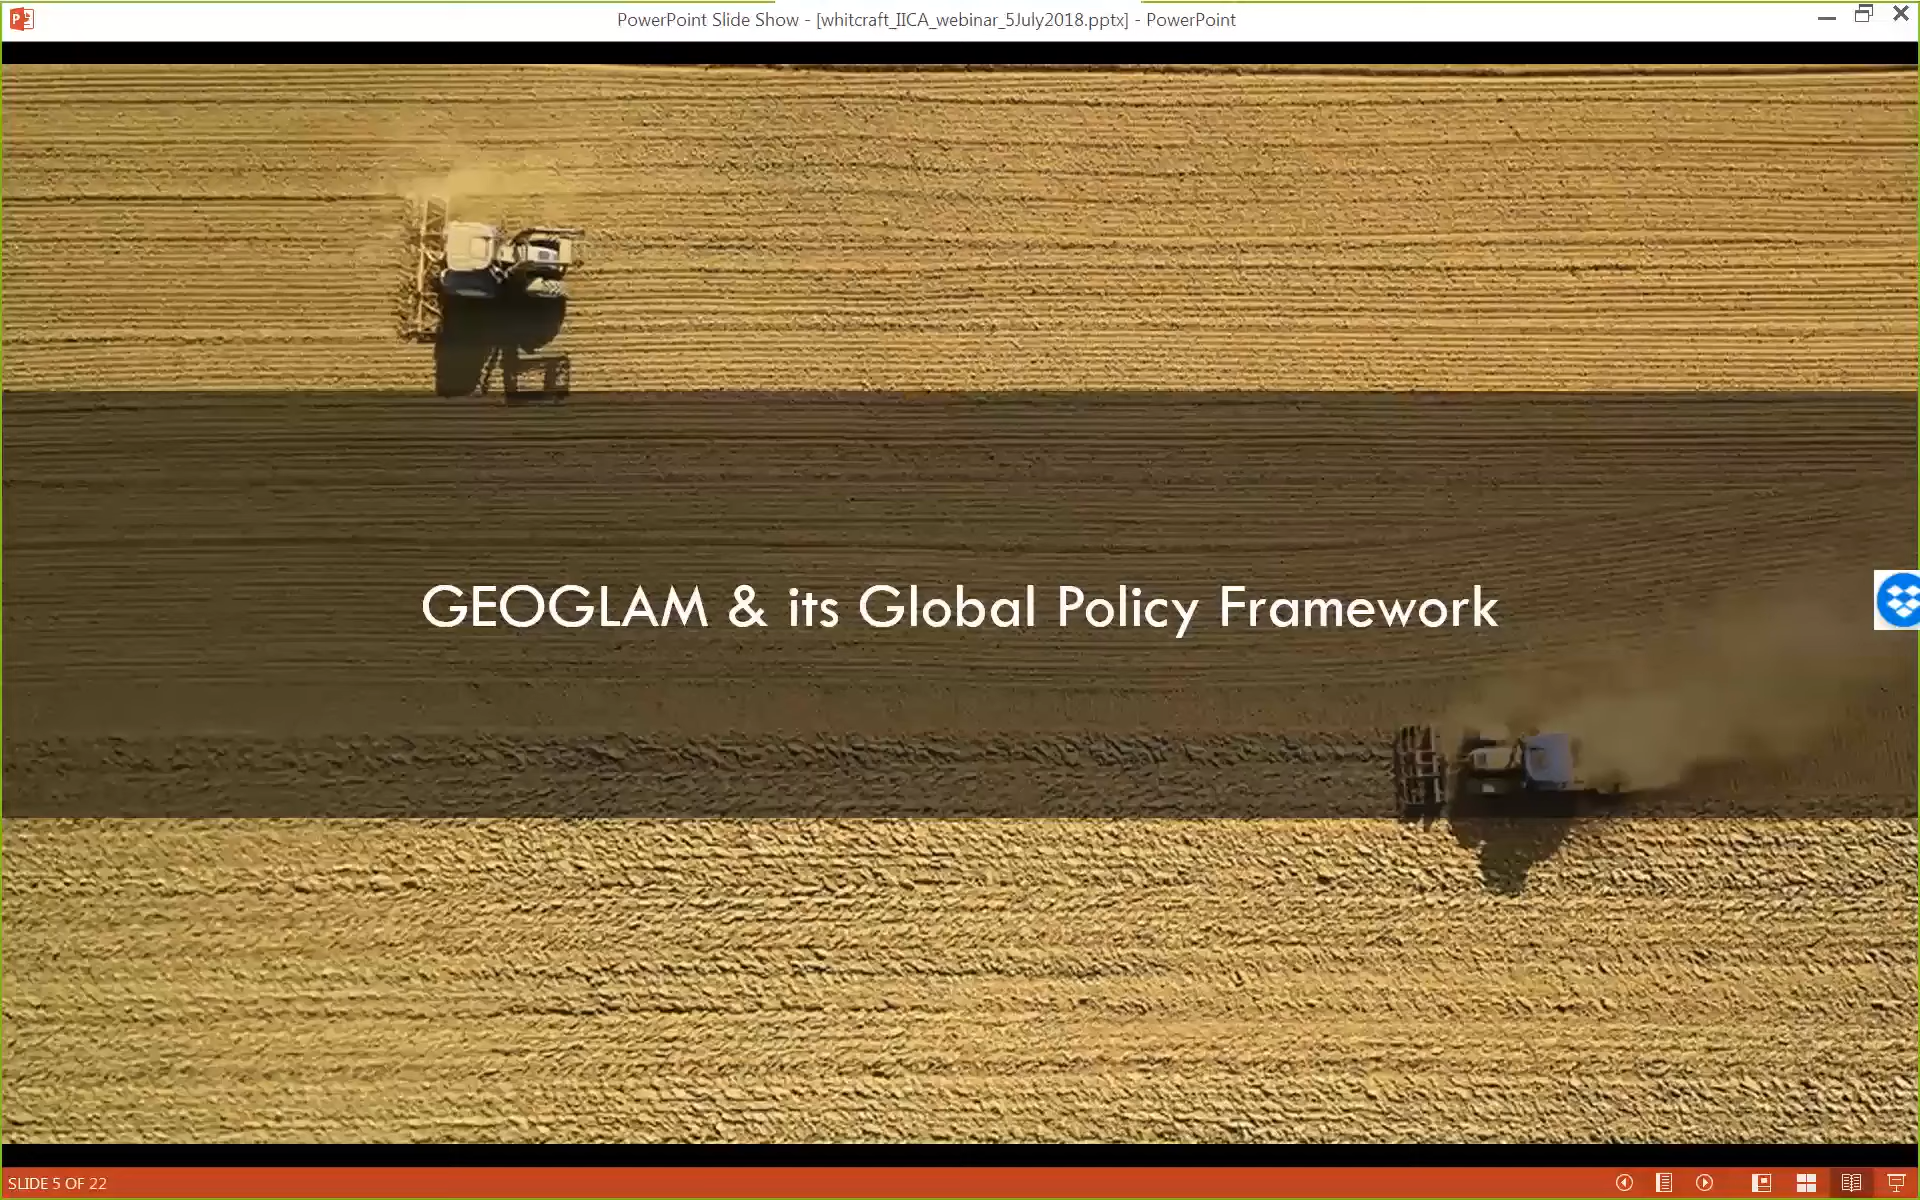 PowerPoint Slide Show - [whitcraft_IICA_webinar_5July2018.pptx] - PowerPoint
GEOGLAM & its Global Policy Framework
SLIDE 5 OF 22